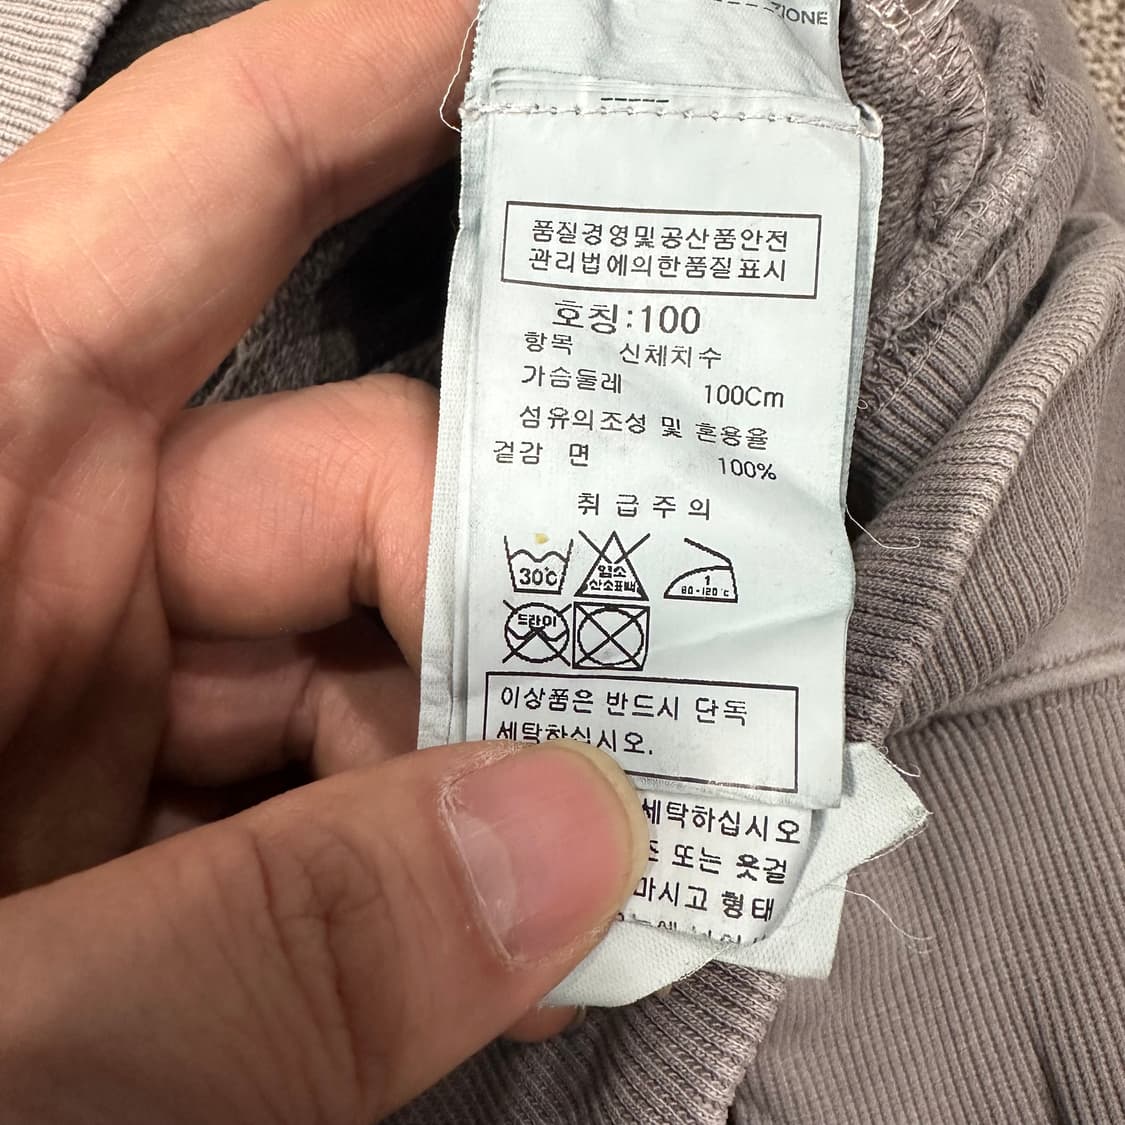 품질경영및공산품안전
관리법에의한품질표시
호칭:100
항목 신체치수
가슴둘레 100Cm
섬유의조성 및 혼용율
겉감 면 100%
취급주의
30℃
염소
산소표백
1
80-120℃
드라이
이상품은 반드시 단독
세탁하십시오.
세탁하십시오
또는 옷걸
마시고 형태